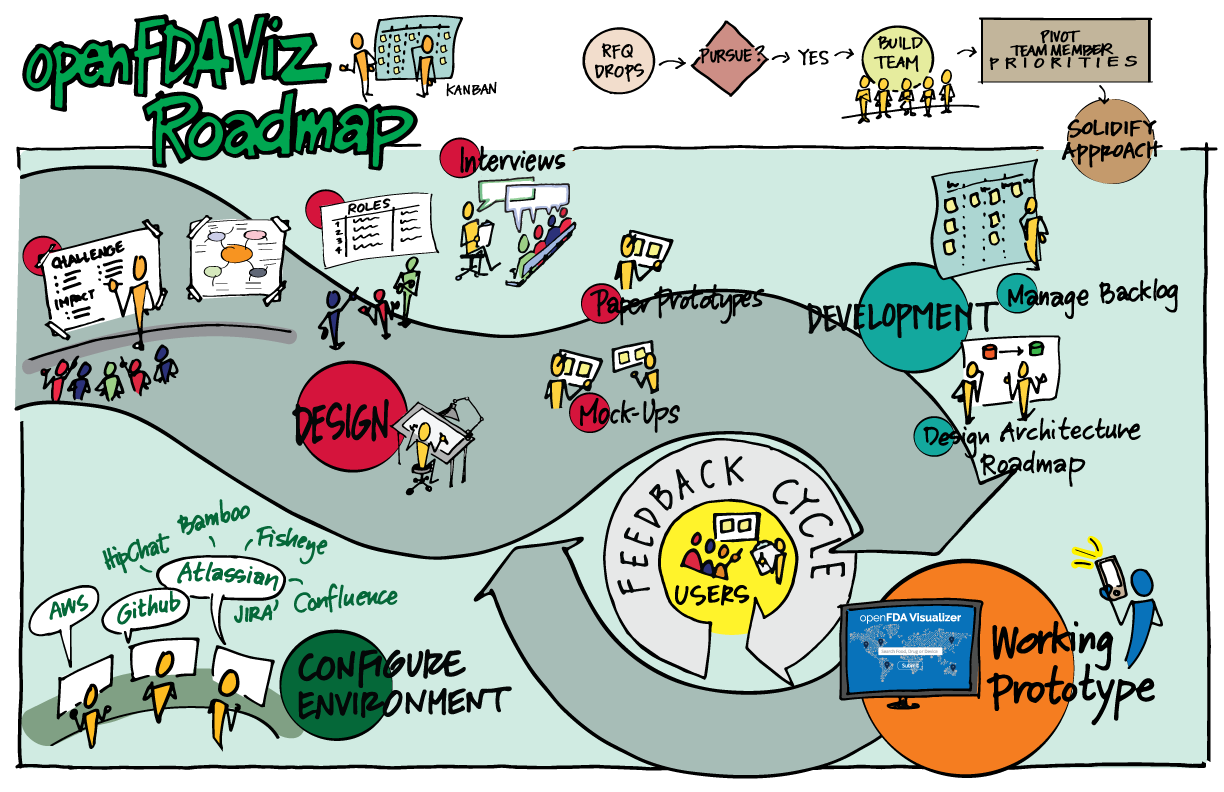 openFDAViz
Roadmap
KANBAN
RFQ
DROPS
PURSUE?
YES
BUILD
TEAM
PIVOT
TEAM MEMBER
PRIORITIES
SOLIDIFY
APPROACH
CHALLENGE
IMPACT
ROLES
1
2
3
4
Interviews
Paper Prototypes
Mock-Ups
DESIGN
DEVELOPMENT
Manage Backlog
Design Architecture
Roadmap
FEEDBACK CYCLE
USERS
HipChat
Bamboo
Fisheye
Atlassian
JIRA
Confluence
AWS
Github
CONFIGURE
ENVIRONMENT
openFDA Visualizer
Search Food, Drug or Device
Submit
Working
Prototype